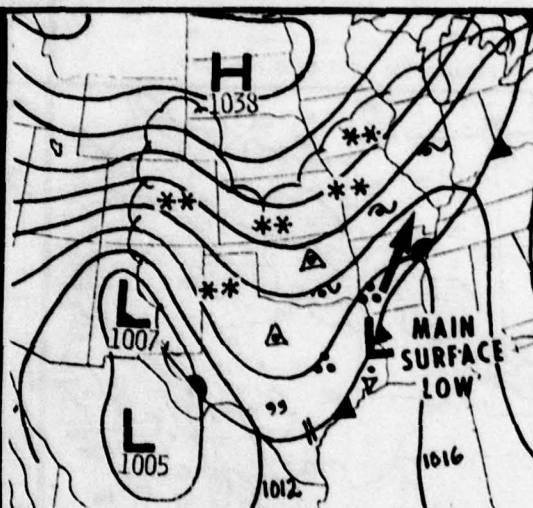 H
1038
L
1007
L
MAIN
SURFACE
LOW
,,
L
1005
1016
1012